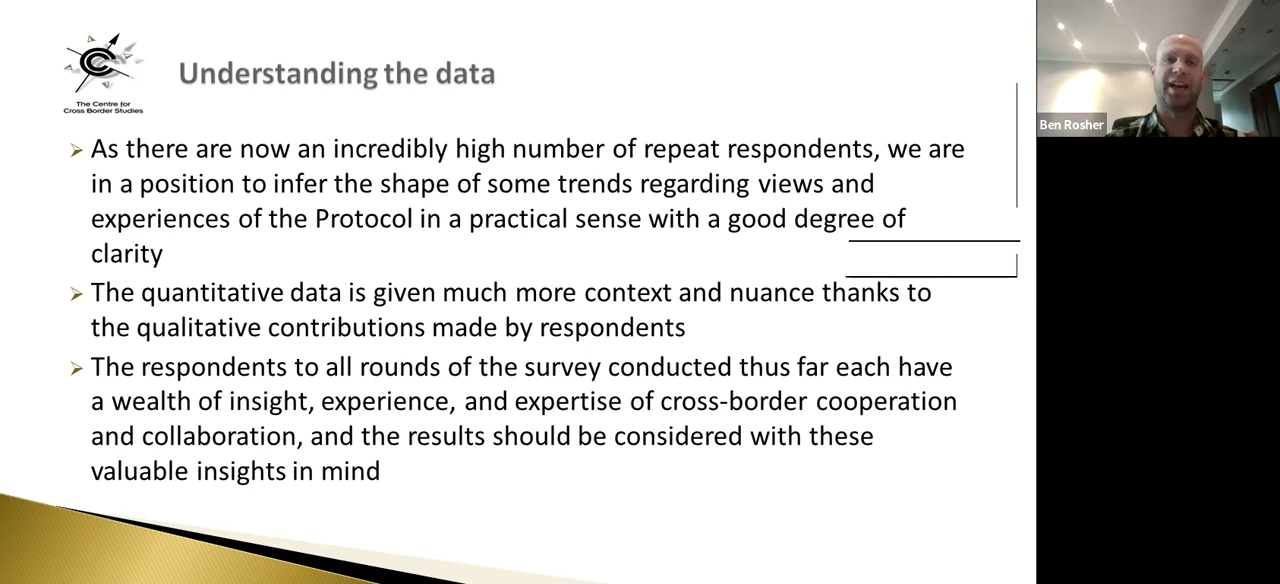 The Centre for
Cross Border Studies
Understanding the data
As there are now an incredibly high number of repeat respondents, we are
in a position to infer the shape of some trends regarding views and
experiences of the Protocol in a practical sense with a good degree of
clarity
The quantitative data is given much more context and nuance thanks to
the qualitative contributions made by respondents
The respondents to all rounds of the survey conducted thus far each have
a wealth of insight, experience, and expertise of cross-border cooperation
and collaboration, and the results should be considered with these
valuable insights in mind
Ben Rosher